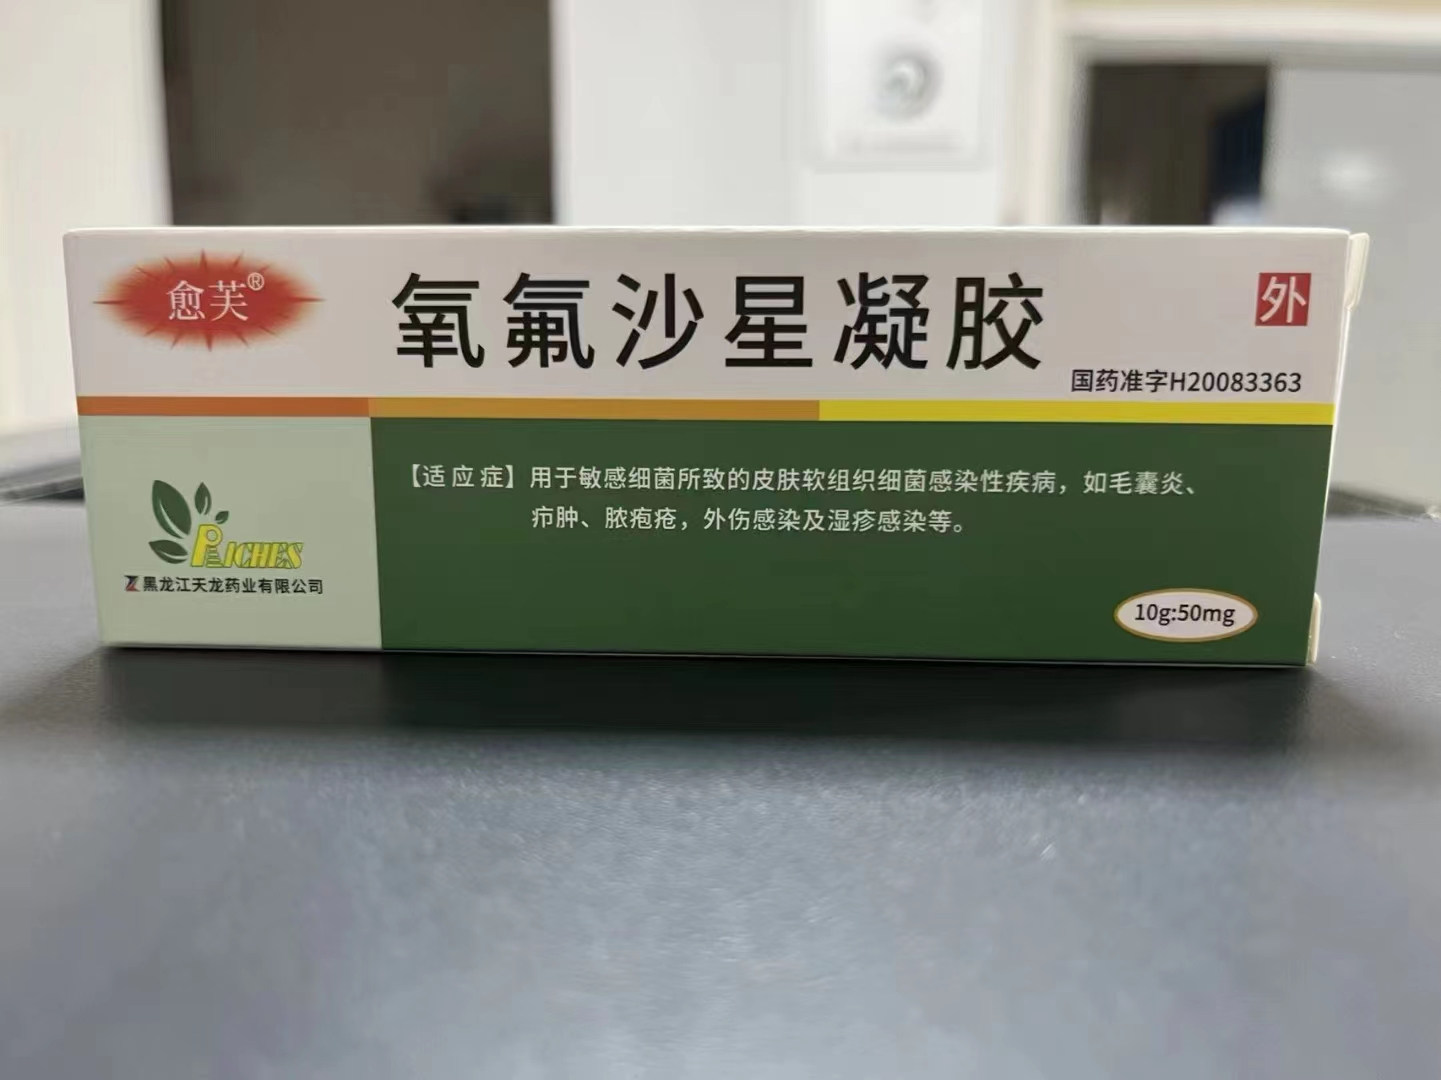 愈芙®
氧氟沙星凝胶
外
国药准字H20083363
【适应症】用于敏感细菌所致的皮肤软组织细菌感染性疾病，如毛囊炎、
疖肿、脓疱疮，外伤感染及湿疹感染等。
RICHES
黑龙江天龙药业有限公司
10g:50mg